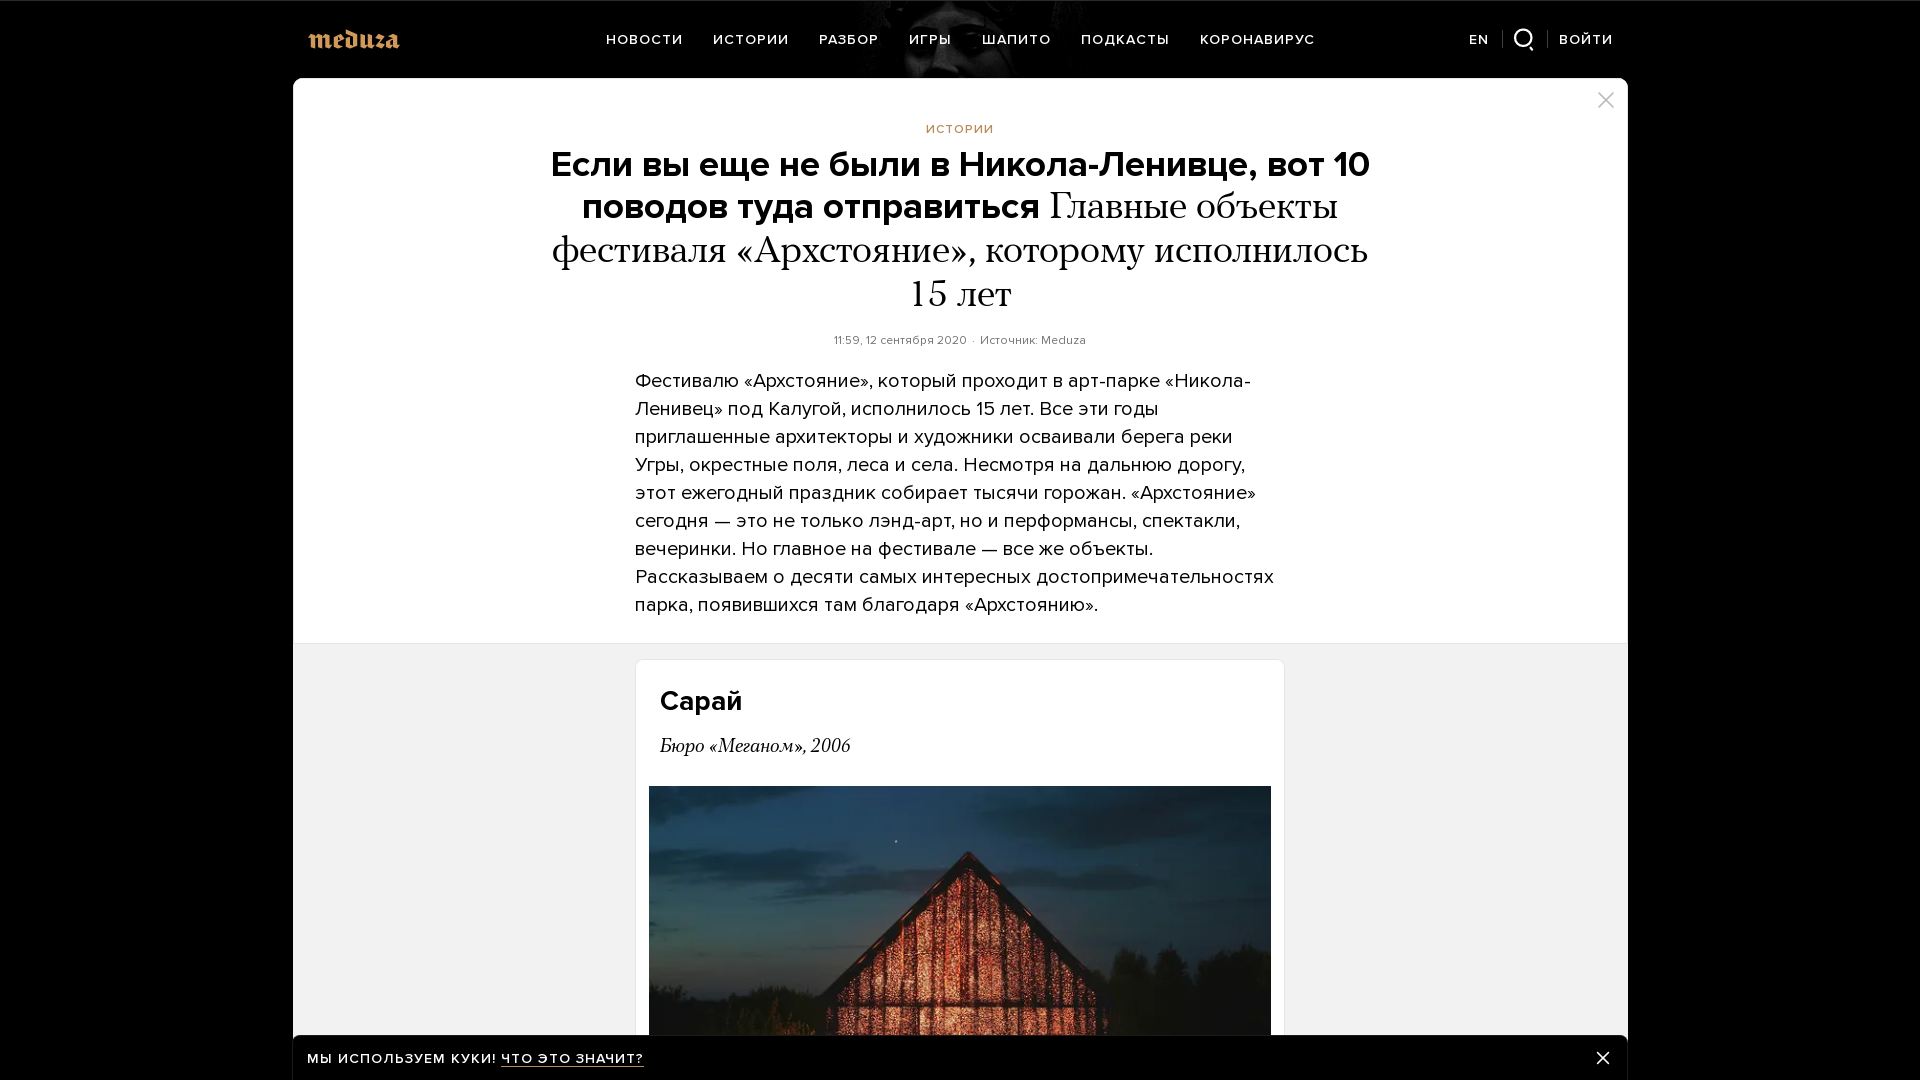 meduza
НОВОСТИ ИСТОРИИ РАЗБОР ИГРЫ ШАПИТО ПОДКАСТЫ КОРОНАВИРУС
EN ВОЙТИ
ИСТОРИИ
Если вы еще не были в Никола-Ленивце, вот 10
поводов туда отправиться Главные объекты
фестиваля «Архстояние», которому исполнилось
15 лет
11:59, 12 сентября 2020 · Источник: Meduza
Фестивалю «Архстояние», который проходит в арт-парке «Никола-
Ленивец» под Калугой, исполнилось 15 лет. Все эти годы
приглашенные архитекторы и художники осваивали берега реки
Угры, окрестные поля, леса и села. Несмотря на дальнюю дорогу,
этот ежегодный праздник собирает тысячи горожан. «Архстояние»
сегодня — это не только лэнд-арт, но и перформансы, спектакли,
вечеринки. Но главное на фестивале — все же объекты.
Рассказываем о десяти самых интересных достопримечательностях
парка, появившихся там благодаря «Архстоянию».
Сарай
Бюро «Меганом», 2006
МЫ ИСПОЛЬЗУЕМ КУКИ! ЧТО ЭТО ЗНАЧИТ?